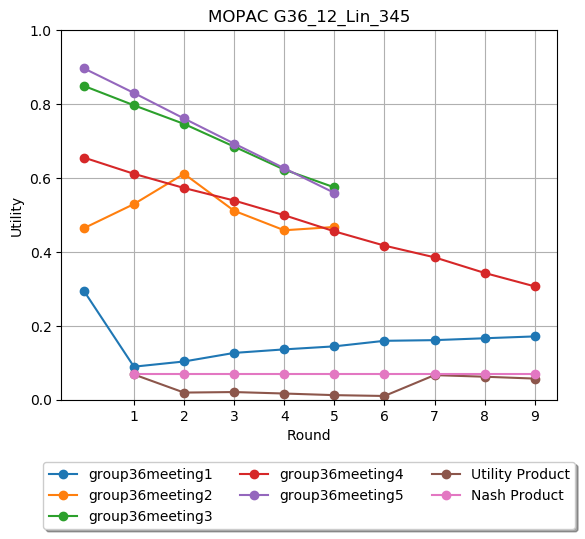 MOPAC G36_12_Lin_345
1.0
0.8
0.6
0.4
0.2
0.0
Utility
1 2 3 4 5 6 7 8 9
Round
group36meeting1 group36meeting4 Utility Product
group36meeting2 group36meeting5 Nash Product
group36meeting3